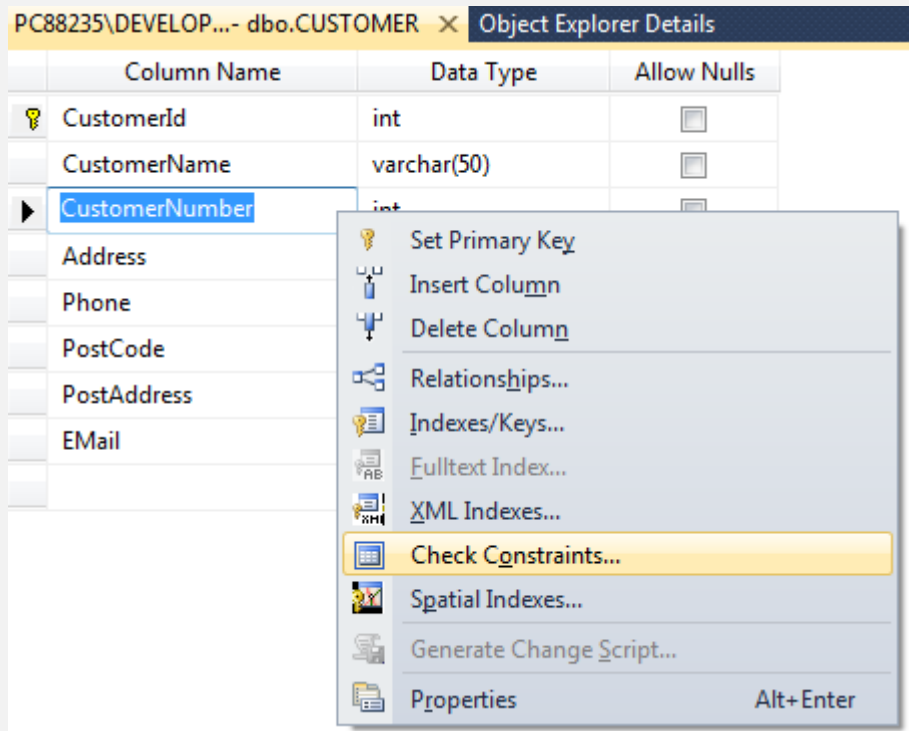 PC88235\DEVELOP...- dbo.CUSTOMER Object Explorer Details
Column Name Data Type Allow Nulls
CustomerId int
CustomerName varchar(50)
CustomerNumber int
Address
Phone
PostCode
PostAddress
EMail
Set Primary Key
Insert Column
Delete Column
Relationships...
Indexes/Keys...
Fulltext Index...
XML Indexes...
Check Constraints...
Spatial Indexes...
Generate Change Script...
Properties Alt+Enter